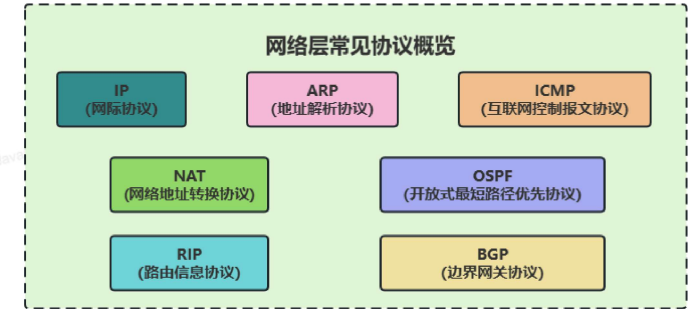 网络层常见协议概览
IP
(网际协议)
ARP
(地址解析协议)
ICMP
(互联网控制报文协议)
NAT
(网络地址转换协议)
OSPF
(开放式最短路径优先协议)
RIP
(路由信息协议)
BGP
(边界网关协议)